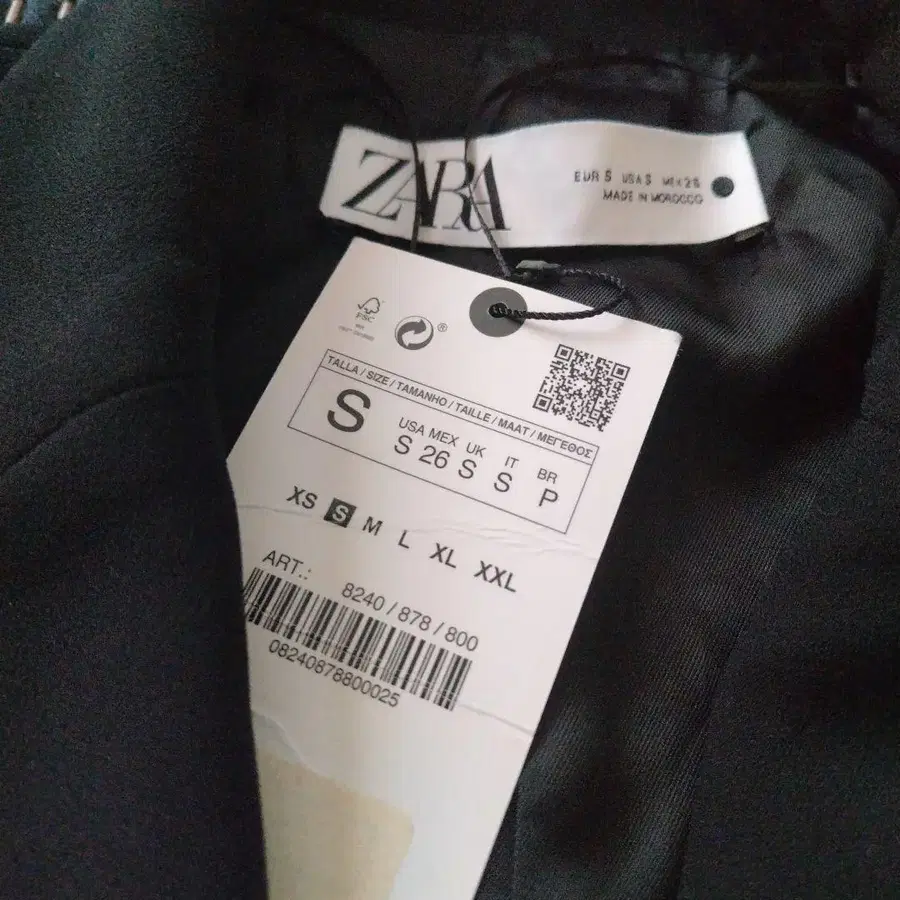 ZARA
EUR S USA S MEX 26
MADE IN MOROCCO
FSC
®
TALLA / SIZE / TAMANHO / TAILLE / MAAT / ΜΕΓΕΘΟΣ
S
USA MEX UK IT BR
S 26 S S P
XS S M L XL XXL
ART.: 8240 / 878 / 800
08240878800025